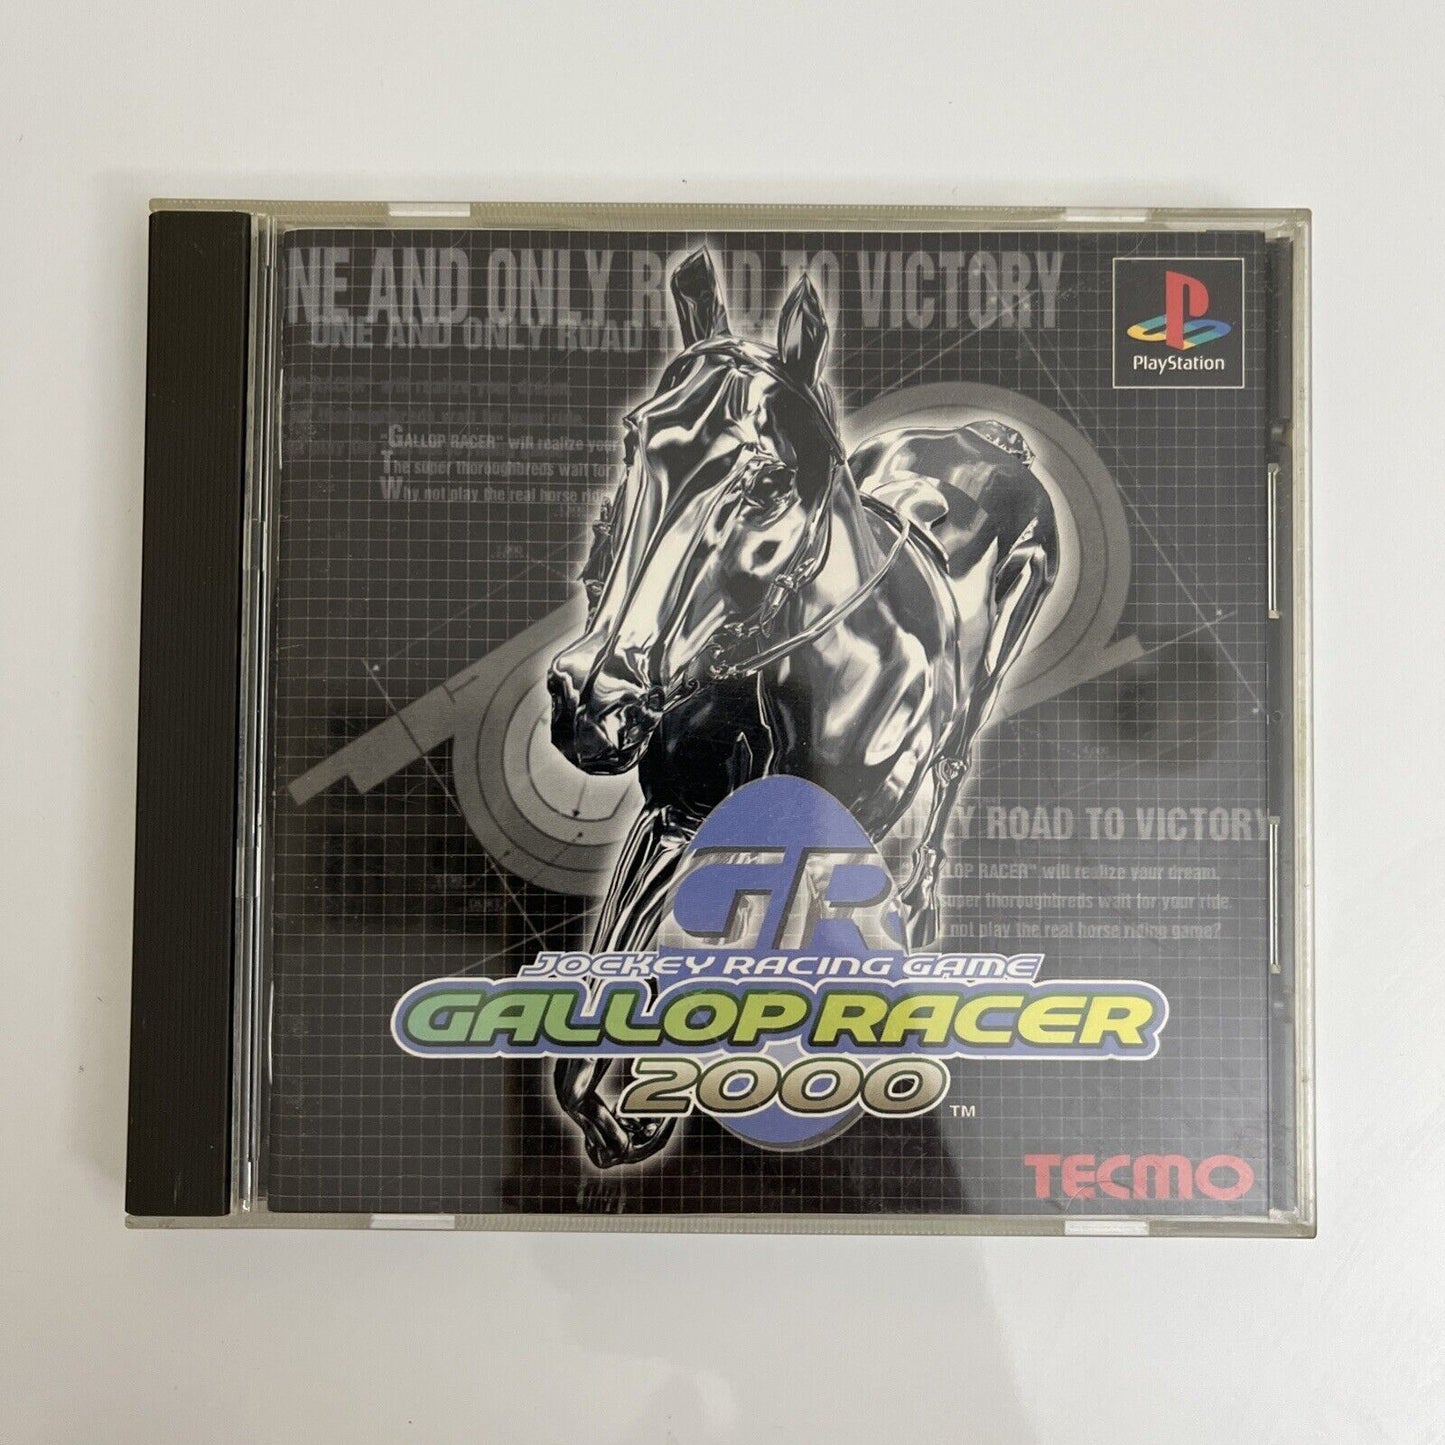 NE AND ONLY ROAD TO VICTORY
ONE AND ONLY ROAD
"GALLOP RACER" will realize your
The super thoroughbreds wait for
Why not play the real horse
PlayStation
ONLY ROAD TO VICTORY
LOP RACER" will realize your dream.
super thoroughbreds wait for your ride.
not play the real horse riding game?
GR
JOCKEY RACING GAME
GALLOP RACER
2000 ™
TECMO